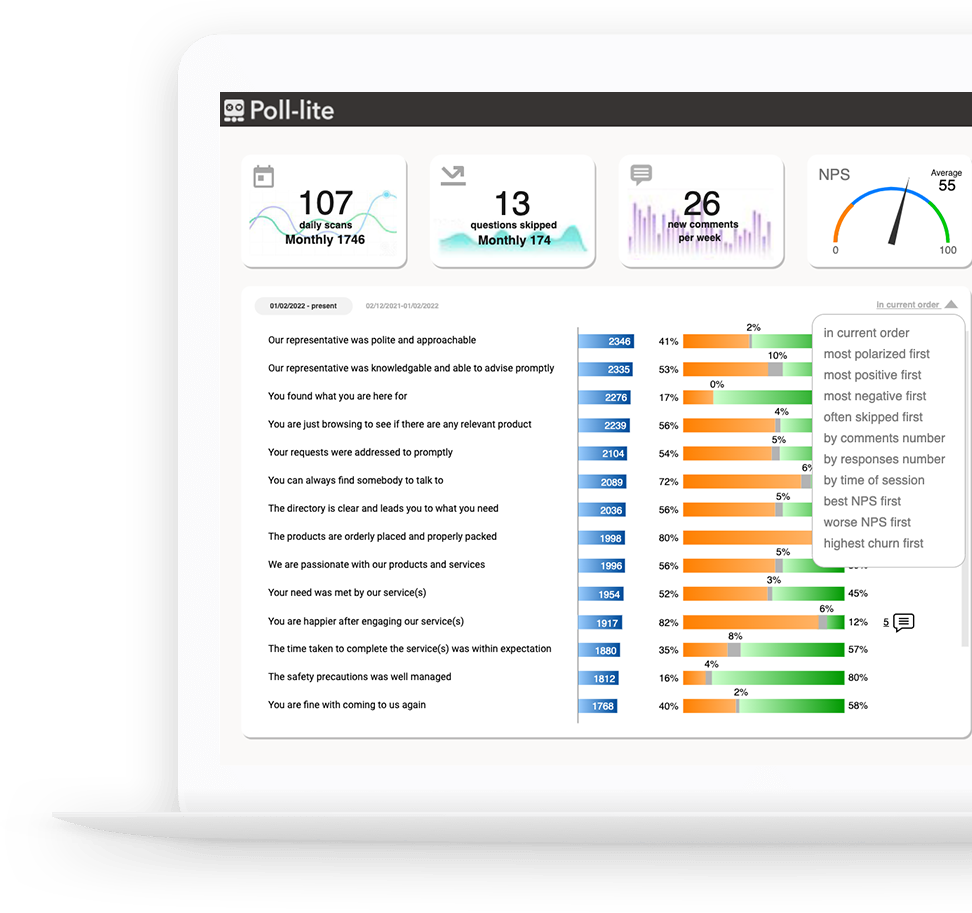 Poll-lite
107
daily scans
Monthly 1746
13
questions skipped
Monthly 174
26
new comments
per week
NPS
Average
55
0
100
01/02/2022 - present
02/12/2021-01/02/2022
in current order
in current order
most polarized first
most positive first
most negative first
often skipped first
by comments number
by responses number
by time of session
best NPS first
worse NPS first
highest churn first
2%
Our representative was polite and approachable 2346 41%
10%
Our representative was knowledgable and able to advise promptly 2335 53%
0%
You found what you are here for 2276 17%
4%
You are just browsing to see if there are any relevant product 2239 56%
5%
Your requests were addressed to promptly 2104 54%
6%
You can always find somebody to talk to 2089 72%
5%
The directory is clear and leads you to what you need 2036 56%
The products are orderly placed and properly packed 1998 80%
5%
We are passionate with our products and services 1996 56%
3%
Your need was met by our service(s) 1954 52% 45%
6%
You are happier after engaging our service(s) 1917 82% 12% 5
8%
The time taken to complete the service(s) was within expectation 1880 35% 57%
4%
The safety precautions was well managed 1812 16% 80%
2%
You are fine with coming to us again 1768 40% 58%